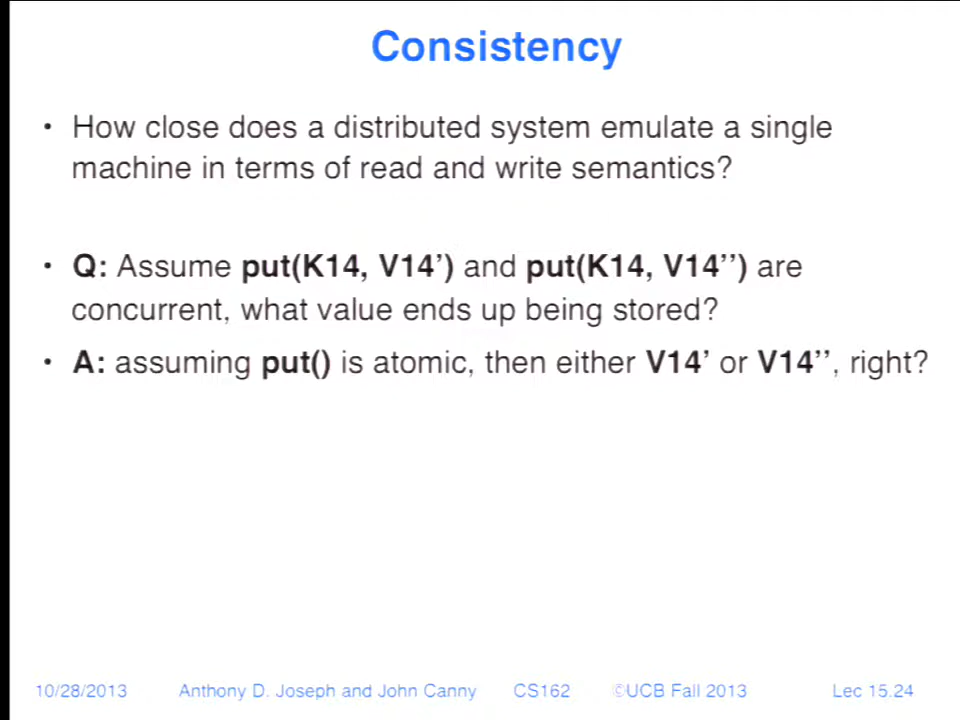 Consistency
• How close does a distributed system emulate a single
machine in terms of read and write semantics?
• Q: Assume put(K14, V14’) and put(K14, V14’’) are
concurrent, what value ends up being stored?
• A: assuming put() is atomic, then either V14’ or V14’’, right?
10/28/2013 Anthony D. Joseph and John Canny CS162 ©UCB Fall 2013 Lec 15.24